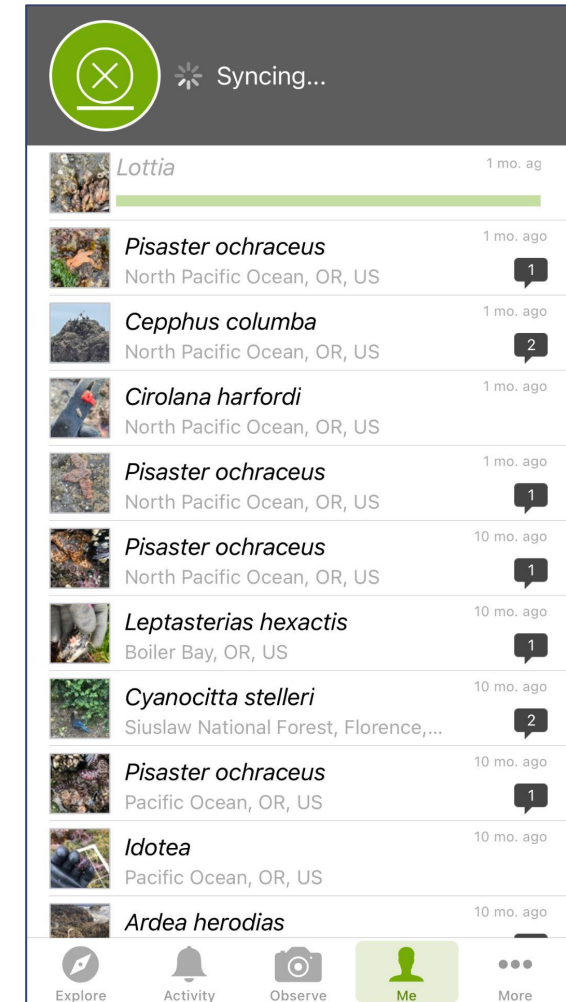 Syncing...
Lottia
1 mo. ag
Pisaster ochraceus
1 mo. ago
North Pacific Ocean, OR, US
1
Cepphus columba
1 mo. ago
North Pacific Ocean, OR, US
2
Cirolana harfordi
1 mo. ago
North Pacific Ocean, OR, US
Pisaster ochraceus
1 mo. ago
North Pacific Ocean, OR, US
1
Pisaster ochraceus
10 mo. ago
North Pacific Ocean, OR, US
1
Leptasterias hexactis
10 mo. ago
Boiler Bay, OR, US
1
Cyanocitta stelleri
10 mo. ago
Siuslaw National Forest, Florence,...
2
Pisaster ochraceus
10 mo. ago
Pacific Ocean, OR, US
1
Idotea
10 mo. ago
Pacific Ocean, OR, US
Ardea herodias
10 mo. ago
Explore
Activity
Observe
Me
More